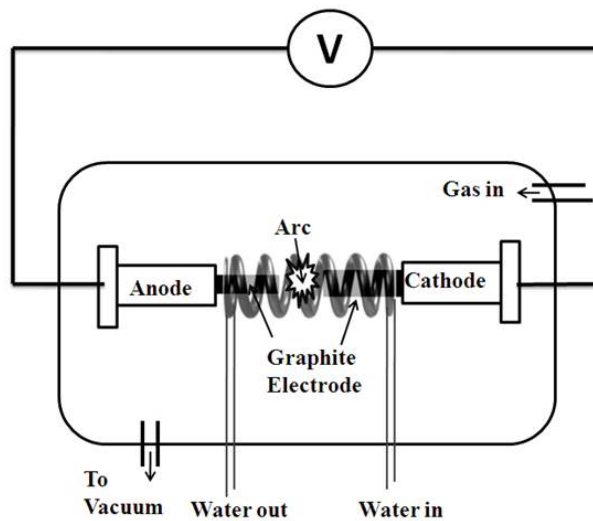 V
Gas in
Arc
Anode
Cathode
Graphite
Electrode
To
Vacuum
Water out
Water in